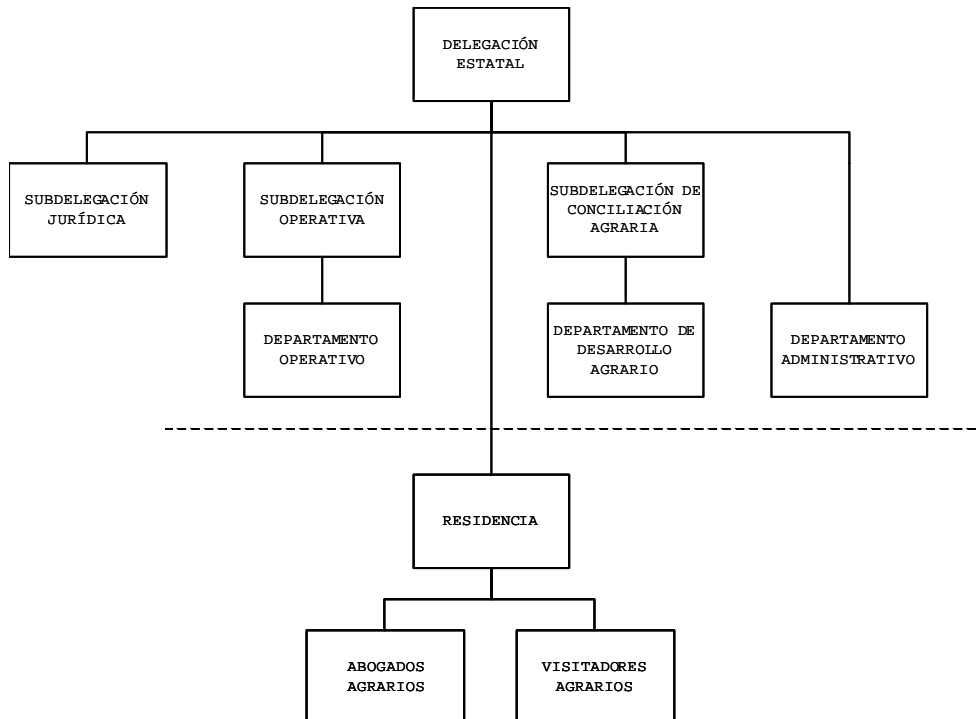 DELEGACIÓN
ESTATAL
SUBDELEGACIÓN
JURÍDICA
SUBDELEGACIÓN
OPERATIVA
SUBDELEGACIÓN DE
CONCILIACIÓN
AGRARIA
DEPARTAMENTO
OPERATIVO
DEPARTAMENTO DE
DESARROLLO
AGRARIO
DEPARTAMENTO
ADMINISTRATIVO
RESIDENCIA
ABOGADOS
AGRARIOS
VISITADORES
AGRARIOS